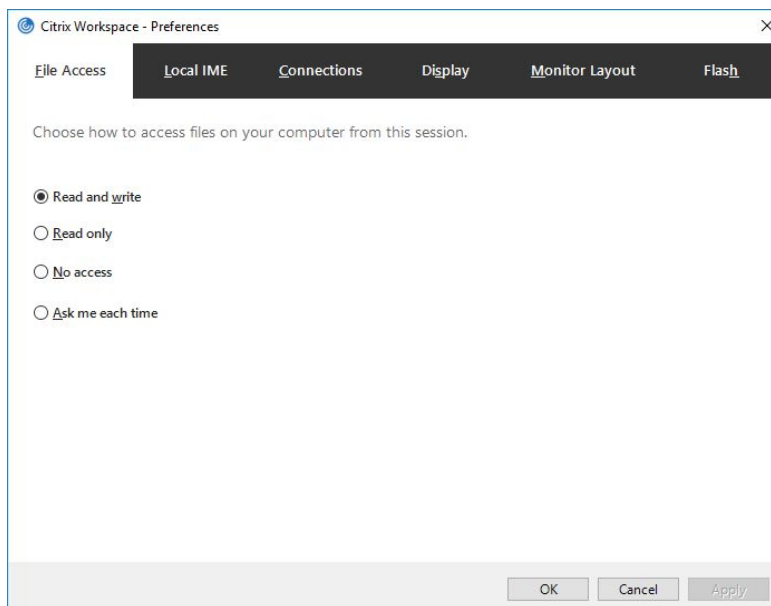 Citrix Workspace - Preferences
File Access Local IME Connections Display Monitor Layout Flash
Choose how to access files on your computer from this session.
Read and write
Read only
No access
Ask me each time
OK Cancel Apply